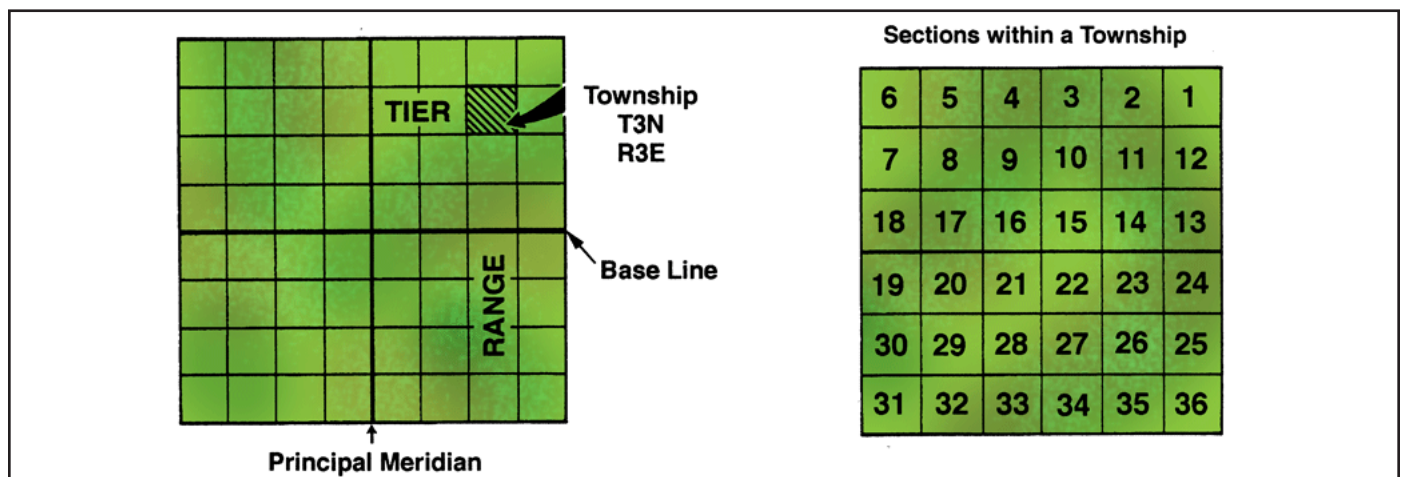 Sections within a Township
TIER
Township
T3N
R3E
Base Line
RANGE
Principal Meridian
6 5 4 3 2 1
7 8 9 10 11 12
18 17 16 15 14 13
19 20 21 22 23 24
30 29 28 27 26 25
31 32 33 34 35 36